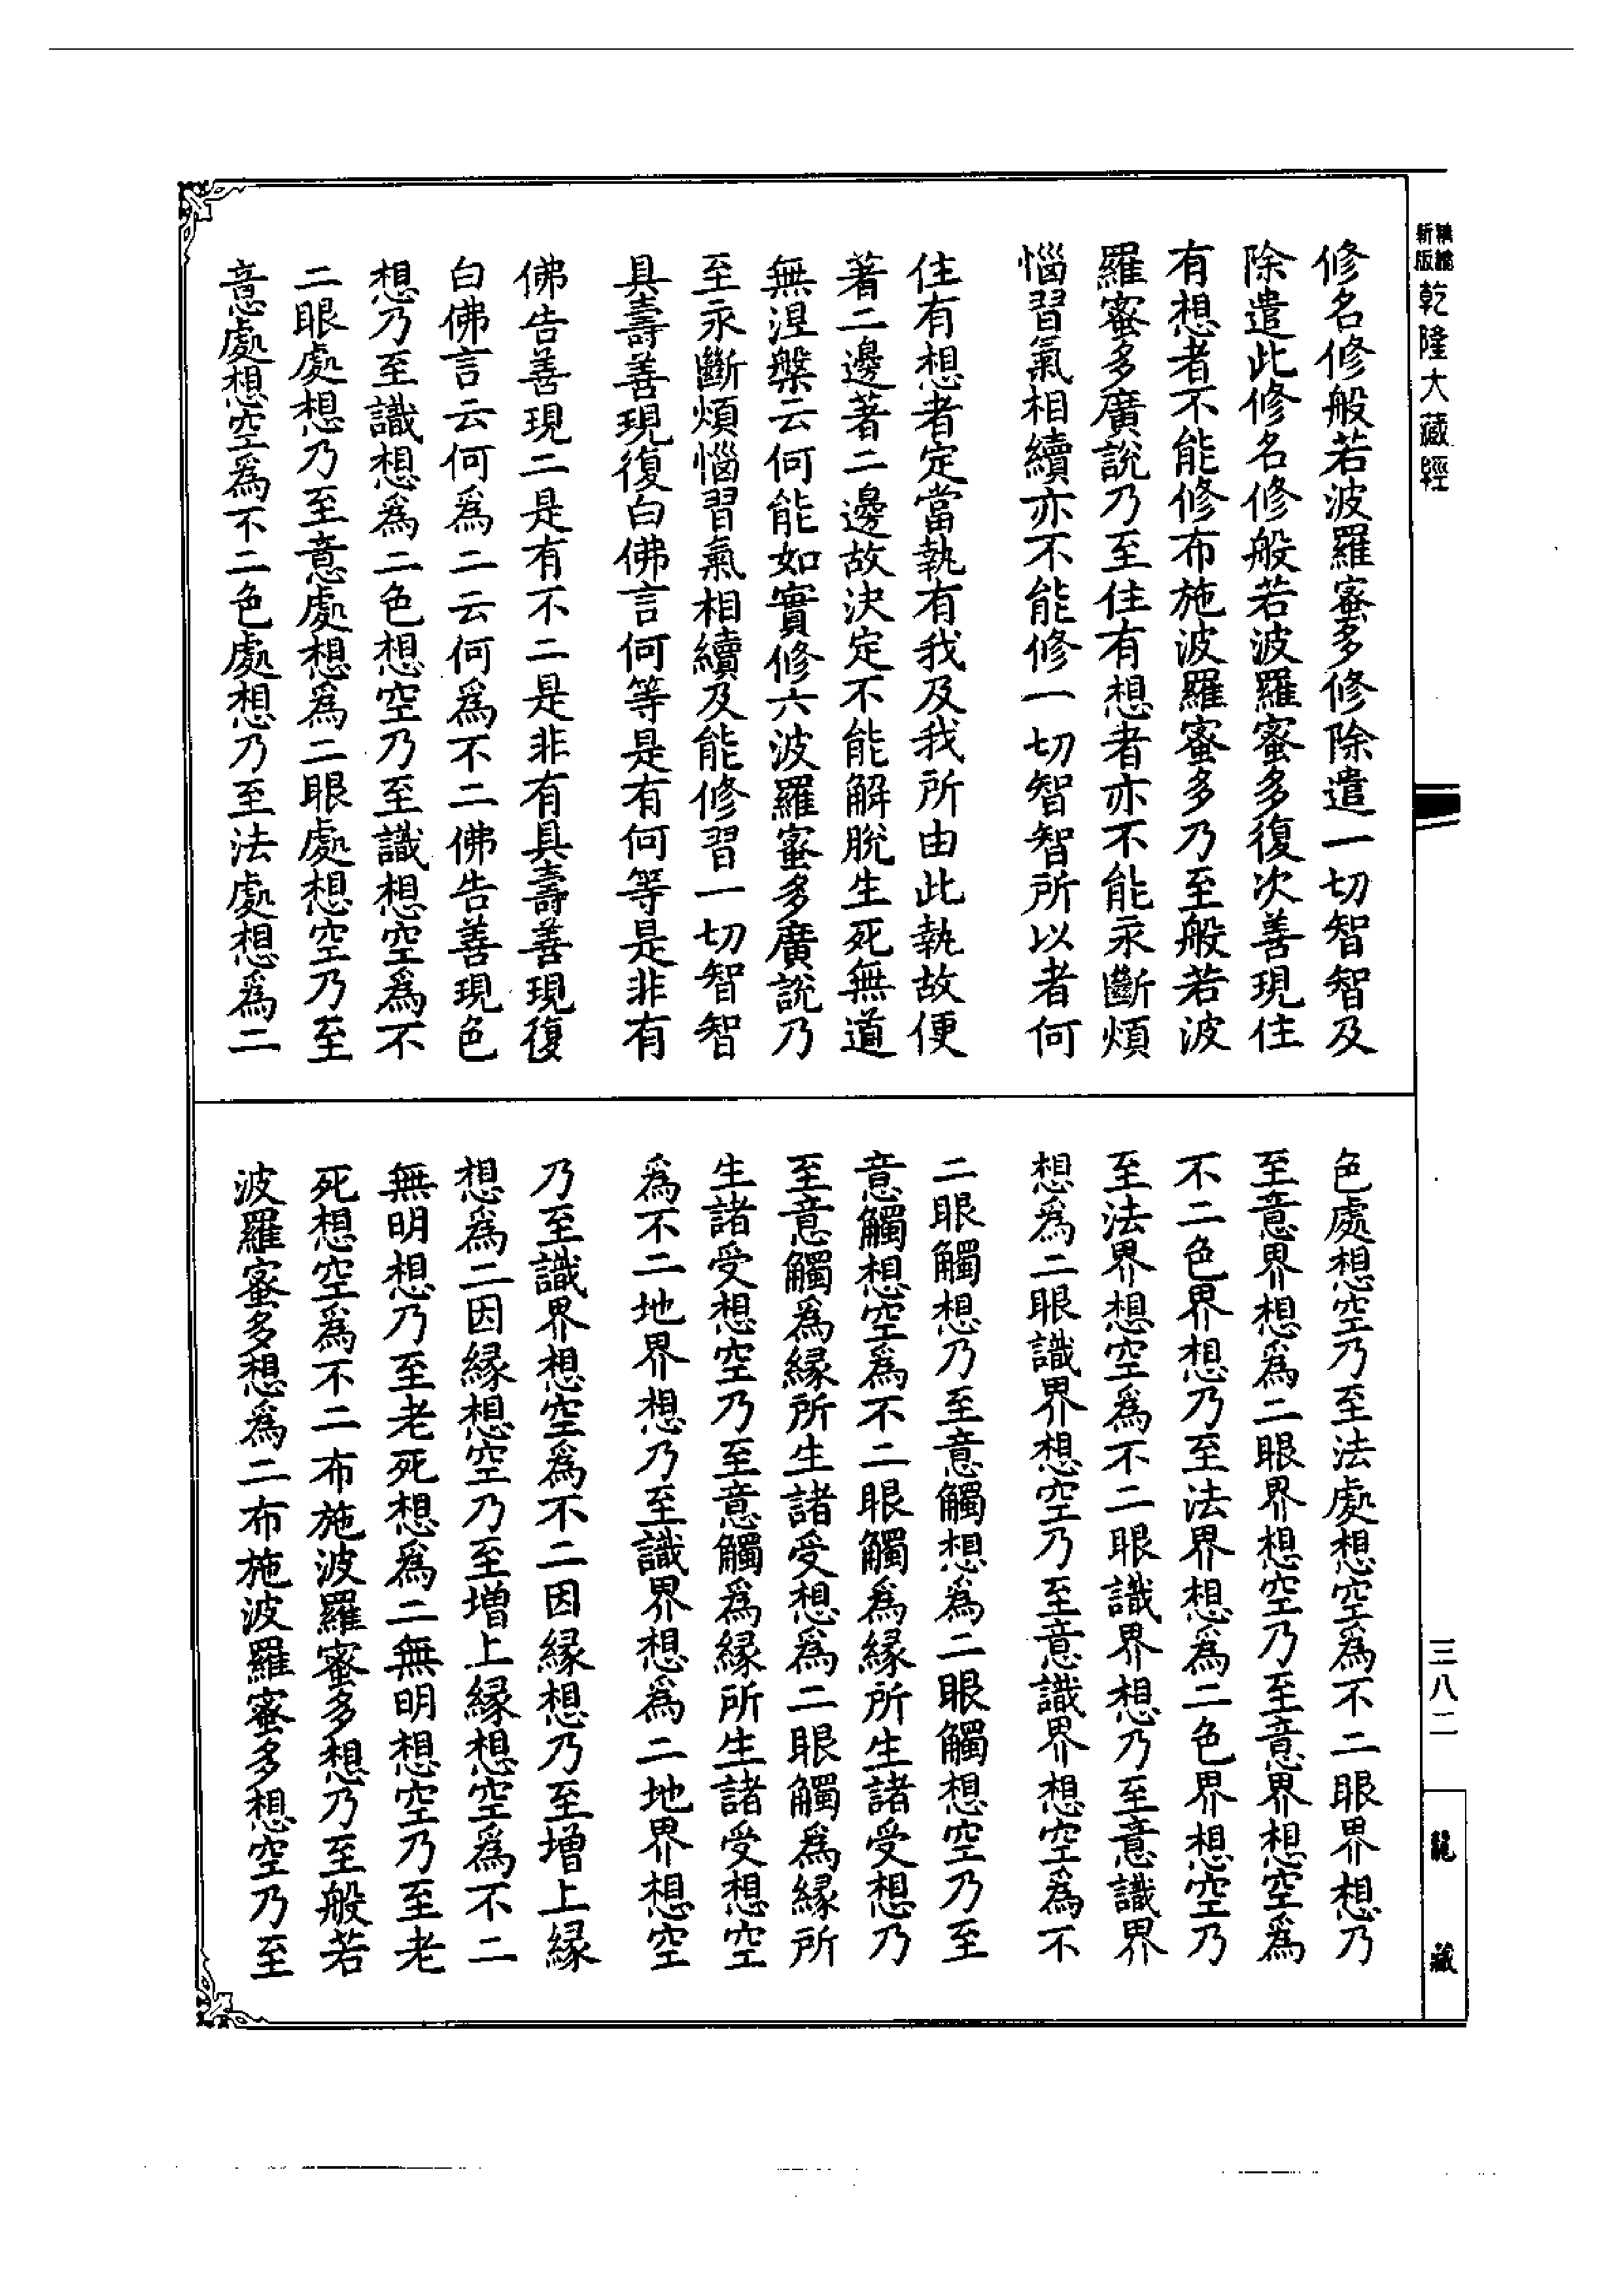 新版
乾隆大藏經
修名修般若波羅蜜多修除遣一切智智及
除遣此修名修般若波羅蜜多復次善現住
有想者不能修布施波羅蜜多乃至般若波
羅蜜多廣說乃至住有想者亦不能永斷煩
惱習氣相續亦不能修一切智智所以者何
住有想者定當執有我及我所由此執故便
著二邊著二邊故決定不能解脫生死無道
無涅槃云何能如實修六波羅蜜多廣說乃
至永斷煩惱習氣相續及能修習一切智智
具壽善現復白佛言何等是有何等是非有
佛告善現二是有不二是非有具壽善現復
白佛言云何為二云何為不二佛告善現色
想乃至識想為二色想空乃至識想空為不
二眼處想乃至意處想為二眼處想空乃至
意處想空為不二色處想乃至法處想為二
色處想空乃至法處想空為不二眼界想乃
至意界想為二眼界想空乃至意界想空為
不二色界想乃至法界想為二色界想空乃
至法界想空為不二眼識界想乃至意識界
想為二眼識界想空乃至意識界想空為不
二眼觸想乃至意觸想為二眼觸想空乃至
意觸想空為不二眼觸為緣所生諸受想乃
至意觸為緣所生諸受想為二眼觸為緣所
生諸受想空乃至意觸為緣所生諸受想空
為不二地界想乃至識界想為二地界想空
乃至識界想空為不二因緣想乃至增上緣
想為二因緣想空乃至增上緣想空為不二
無明想乃至老死想為二無明想空乃至老
死想空為不二布施波羅蜜多想乃至般若
波羅蜜多想為二布施波羅蜜多想空乃至
三八二
龍藏